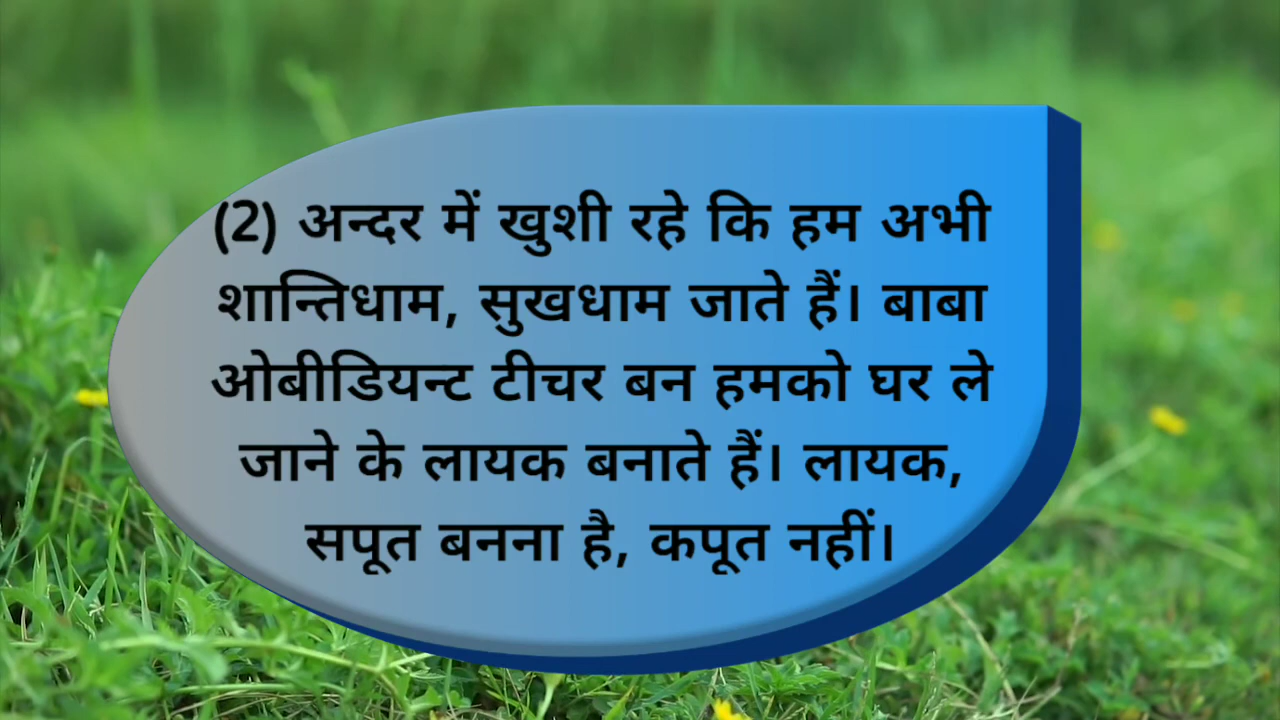 (2) अन्दर में खुशी रहे कि हम अभी
शान्तिधाम, सुखधाम जाते हैं। बाबा
ओबीडियन्ट टीचर बन हमको घर ले
जाने के लायक बनाते हैं। लायक,
सपूत बनना है, कपूत नहीं।